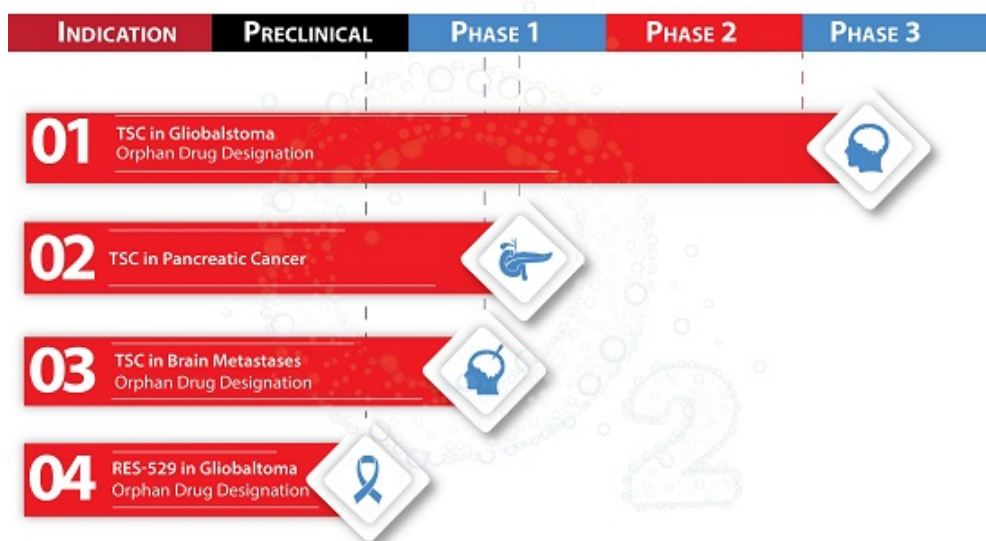 INDICATION PRECLINICAL PHASE 1 PHASE 2 PHASE 3
01 TSC in Gliobalstoma
Orphan Drug Designation
02 TSC in Pancreatic Cancer
03 TSC in Brain Metastases
Orphan Drug Designation
04 RES-529 in Gliobaltoma
Orphan Drug Designation
2